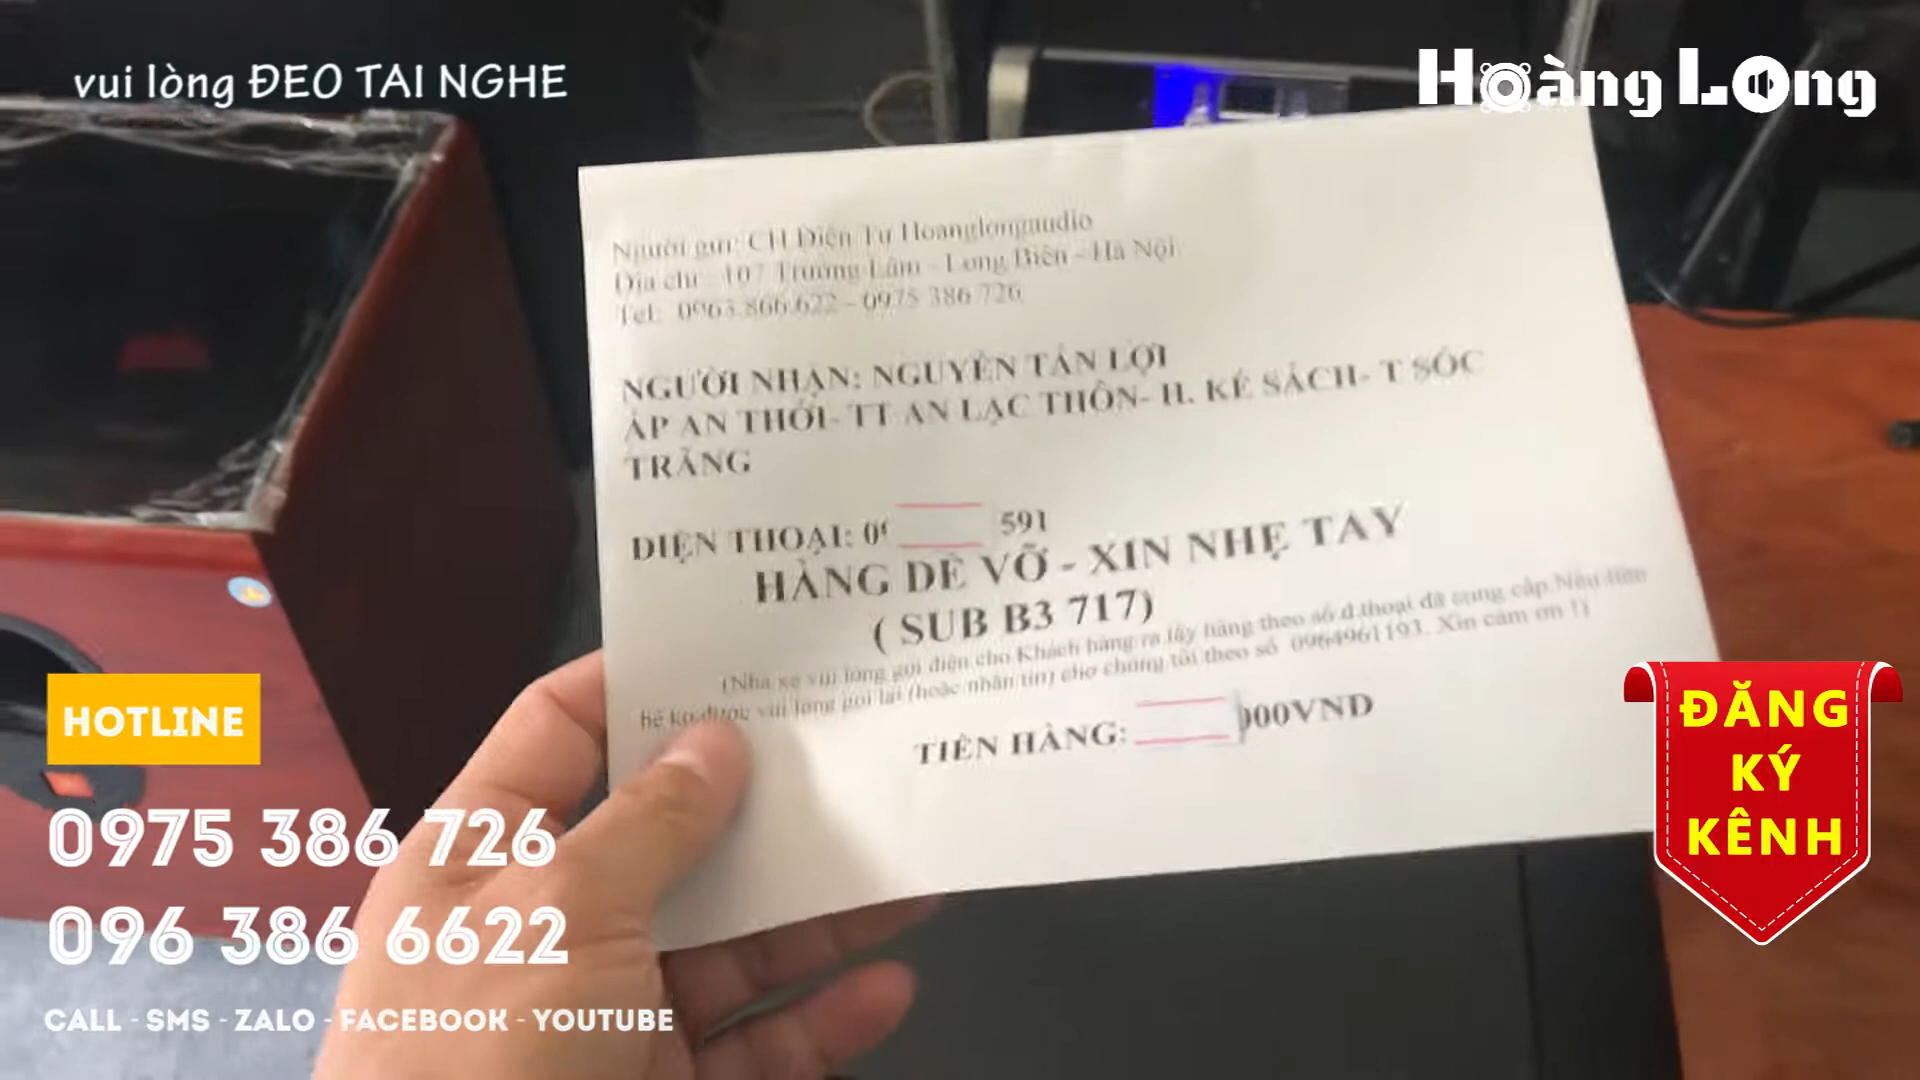 vui lòng ĐEO TAI NGHE
Hoàng Long
Người gửi: CH Điện Tử Hoanglongaudio
Địa chỉ 107 Trường Lâm - Long Biên - Hà Nội
Tel: 0963.866.622 - 0975 386 726
NGƯỜI NHẬN: NGUYỄN TẤN LỢI
ẤP AN THỚI- TT AN LẠC THÔN- H. KẾ SÁCH- T SÓC
TRĂNG
ĐIỆN THOẠI: 09 591
HÀNG DỄ VỠ - XIN NHẸ TAY
( SUB B3 717)
(Nhà xe vui lòng gọi điện cho Khách hàng ra lấy hàng theo số đ.thoại đã cung cấp.Nếu liên
hệ ko được vui lòng gọi lại (hoặc nhắn tin) cho chúng tôi theo số 0964961193. Xin cảm ơn !)
TIỀN HÀNG: 000VND
HOTLINE
0975 386 726
096 386 6622
CALL - SMS - ZALO - FACEBOOK - YOUTUBE
ĐĂNG
KÝ
KÊNH